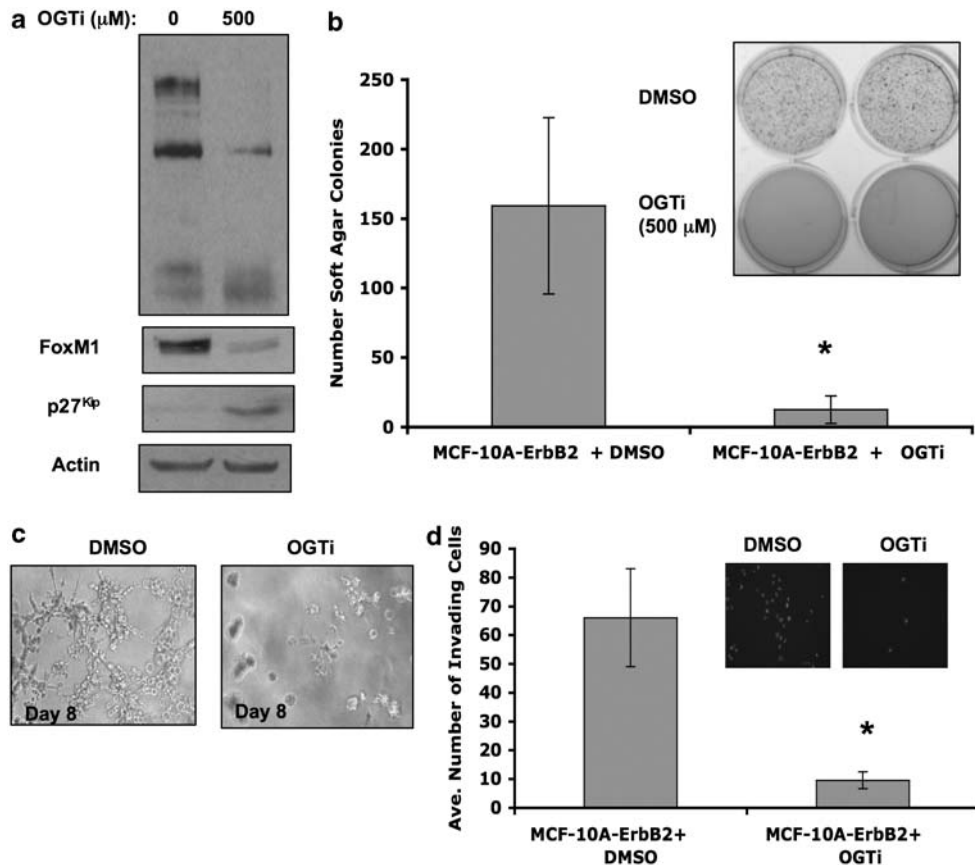 a
OGTi (μM): 0 500
FoxM1
p27Kip
Actin
b
Number Soft Agar Colonies
250
200
150
100
50
0
*
MCF-10A-ErbB2 + DMSO
MCF-10A-ErbB2 + OGTi
DMSO
OGTi
(500 μM)
c
DMSO
OGTi
Day 8
Day 8
d
Ave. Number of Invading Cells
90
80
70
60
50
40
30
20
10
0
*
MCF-10A-ErbB2+
DMSO
MCF-10A-ErbB2+
OGTi
DMSO
OGTi